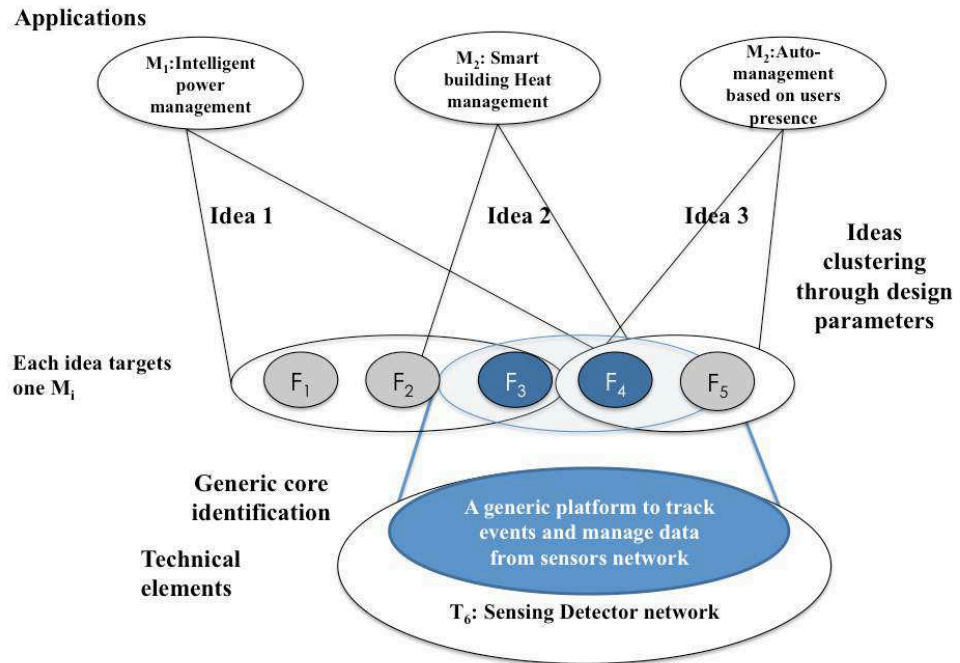 Applications
M₁:Intelligent
power
management
M₂: Smart
building Heat
management
M₂:Auto-
management
based on users
presence
Idea 1
Idea 2
Idea 3
Ideas
clustering
through design
parameters
Each idea targets
one Mᵢ
F₁
F₂
F₃
F₄
F₅
Generic core
identification
A generic platform to track
events and manage data
from sensors network
Technical
elements
T₆: Sensing Detector network